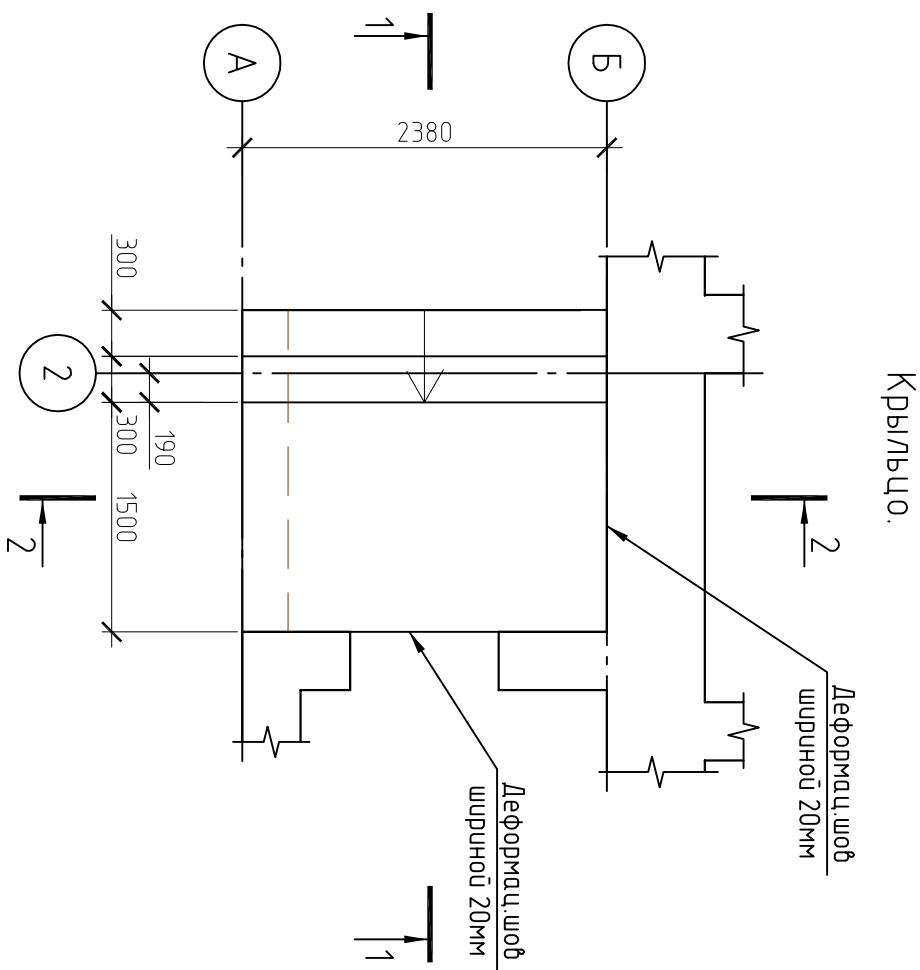 Крыльцо.
2
2
Деформац.шов
шириной 20мм
Деформац.шов
шириной 20мм
1
1
Б
А
2380
300
190
300
1500
2